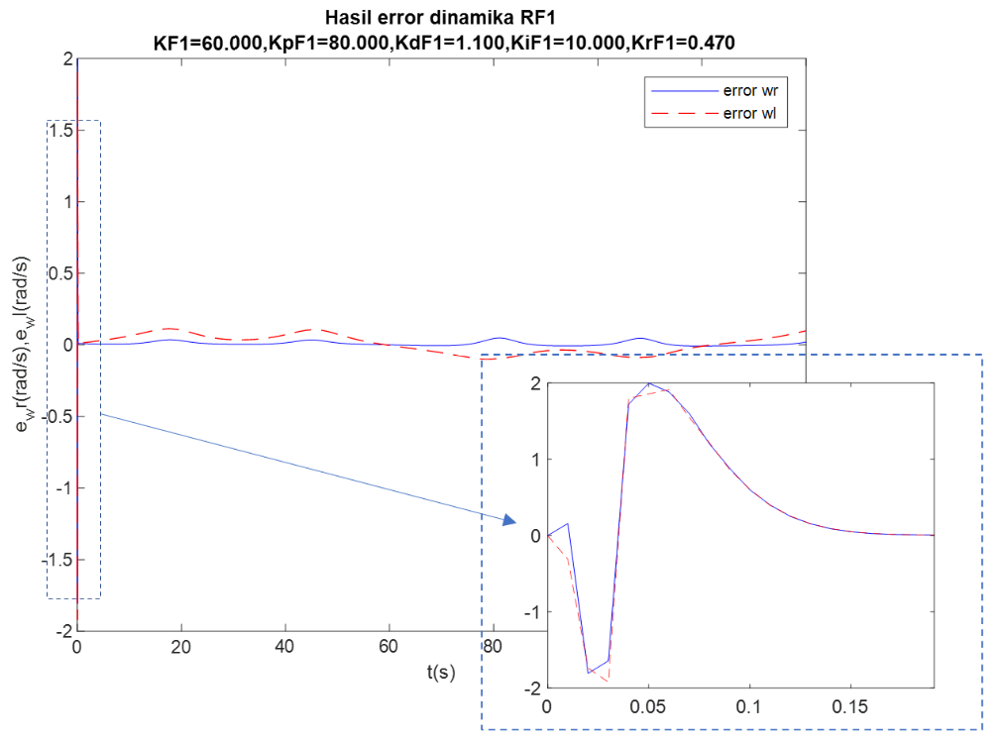 Hasil error dinamika RF1
KF1=60.000,KpF1=80.000,KdF1=1.100,KiF1=10.000,KrF1=0.470
error wr
error wl
e_w r(rad/s),e_w l(rad/s)
2
1.5
1
0.5
0
-0.5
-1
-1.5
-2
0 20 40 60 80
t(s)
2
1
0
-1
-2
0 0.05 0.1 0.15